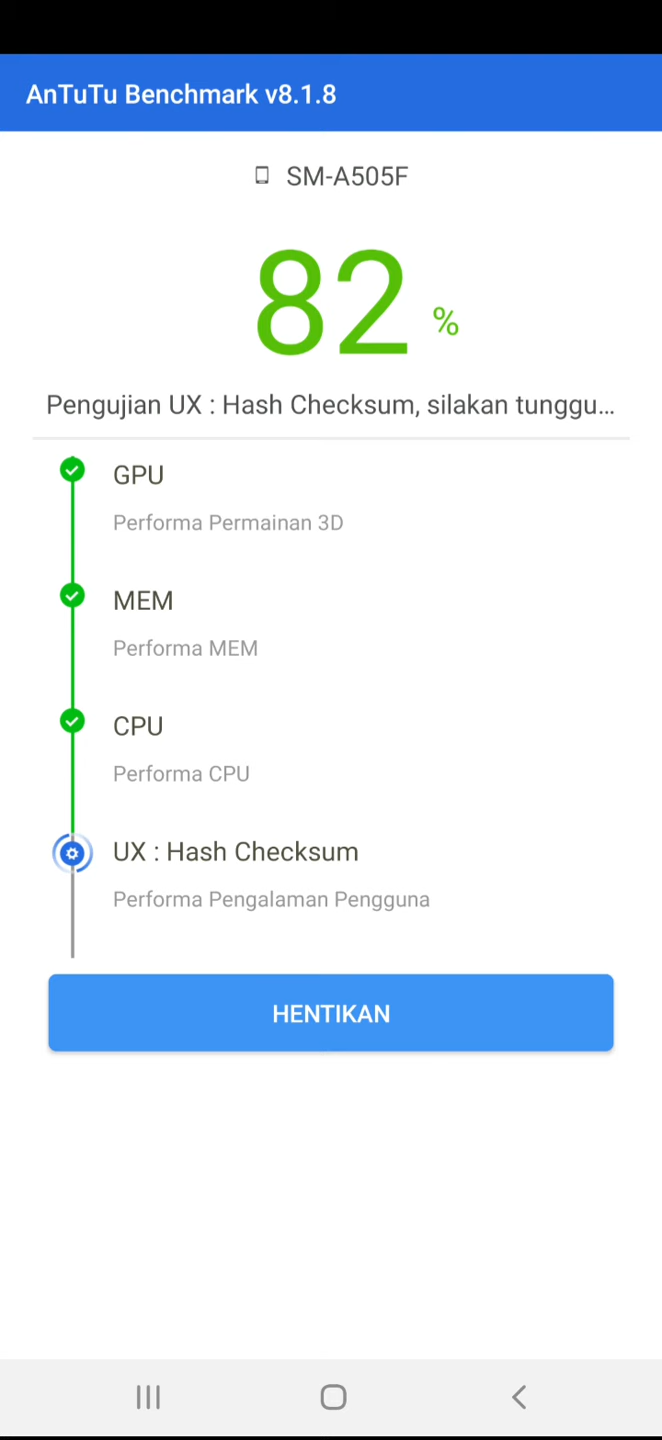 AnTuTu Benchmark v8.1.8
SM-A505F
82 %
Pengujian UX : Hash Checksum, silakan tunggu...
GPU
Performa Permainan 3D
MEM
Performa MEM
CPU
Performa CPU
UX : Hash Checksum
Performa Pengalaman Pengguna
HENTIKAN